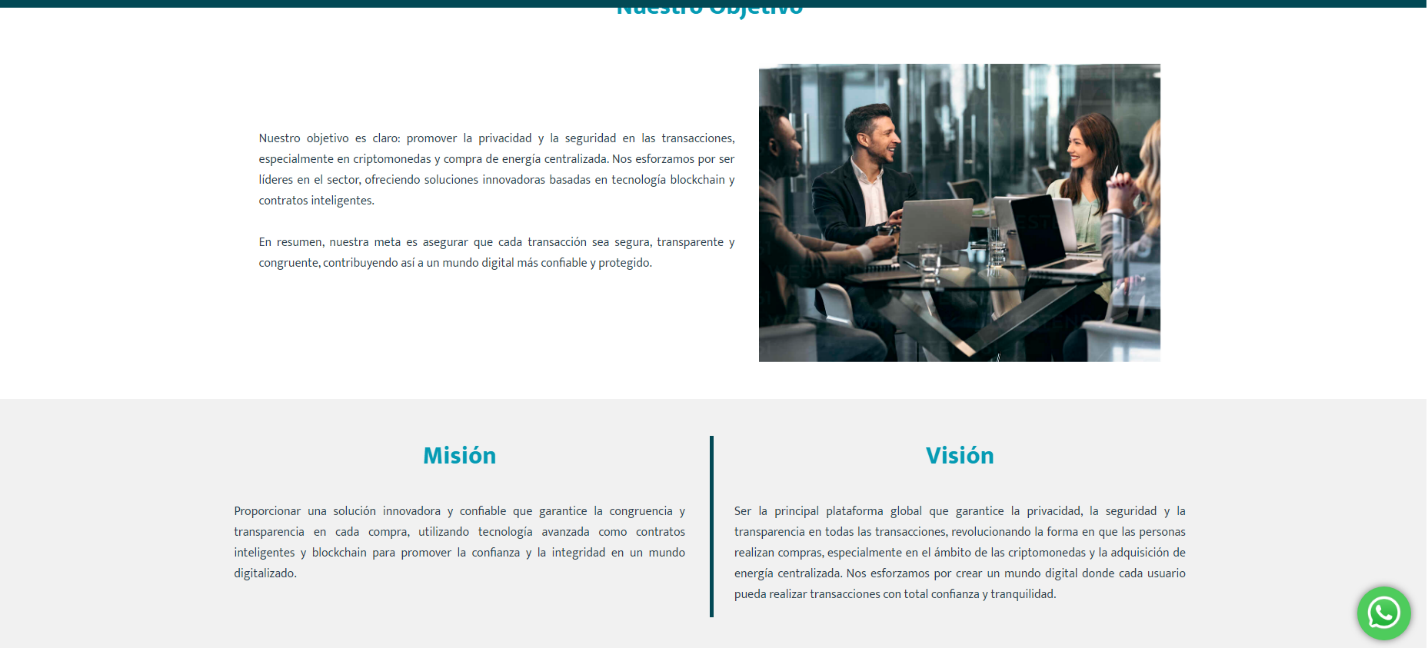 Nuestro Objetivo
Nuestro objetivo es claro: promover la privacidad y la seguridad en las transacciones,
especialmente en criptomonedas y compra de energía centralizada. Nos esforzamos por ser
líderes en el sector, ofreciendo soluciones innovadoras basadas en tecnología blockchain y
contratos inteligentes.
En resumen, nuestra meta es asegurar que cada transacción sea segura, transparente y
congruente, contribuyendo así a un mundo digital más confiable y protegido.
Misión
Proporcionar una solución innovadora y confiable que garantice la congruencia y
transparencia en cada compra, utilizando tecnología avanzada como contratos
inteligentes y blockchain para promover la confianza y la integridad en un mundo
digitalizado.
Visión
Ser la principal plataforma global que garantice la privacidad, la seguridad y la
transparencia en todas las transacciones, revolucionando la forma en que las personas
realizan compras, especialmente en el ámbito de las criptomonedas y la adquisición de
energía centralizada. Nos esforzamos por crear un mundo digital donde cada usuario
pueda realizar transacciones con total confianza y tranquilidad.